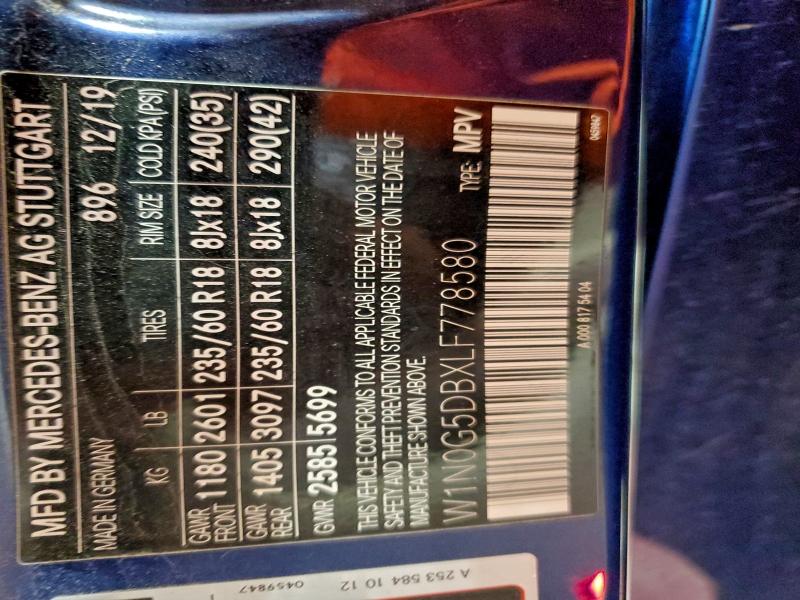 MFD BY MERCEDES-BENZ AG STUTTGART
MADE IN GERMANY 896 12/19
KG LB TIRES RIM SIZE COLD KPA(PSI)
GAWR FRONT 1180 2601 235/60 R18 8Jx18 240(35)
GAWR REAR 1405 3097 235/60 R18 8Jx18 290(42)
GVWR 2585 5699
THIS VEHICLE CONFORMS TO ALL APPLICABLE FEDERAL MOTOR VEHICLE
SAFETY AND THEFT PREVENTION STANDARDS IN EFFECT ON THE DATE OF
MANUFACTURE SHOWN ABOVE.
W1N0G5DBXLF778580 TYPE: MPV
A 000 817 54 04 0459847
A 253 584 10 12
0459847